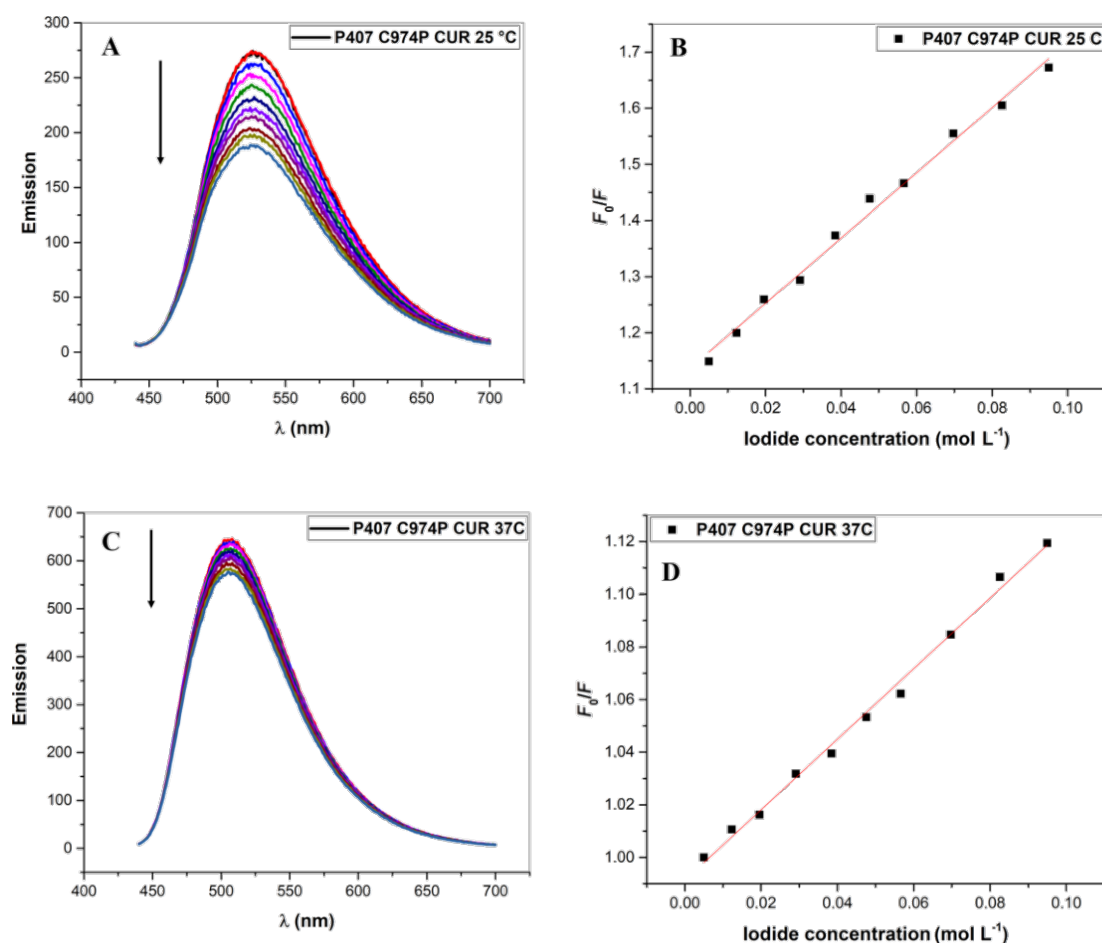 A
P407 C974P CUR 25 °C
300
250
200
150
100
50
0
Emission
400 450 500 550 600 650 700
λ (nm)
B
P407 C974P CUR 25 C
1.7
1.6
1.5
1.4
1.3
1.2
1.1
F₀/F
0.00 0.02 0.04 0.06 0.08 0.10
Iodide concentration (mol L⁻¹)
C
P407 C974P CUR 37C
700
600
500
400
300
200
100
0
Emission
400 450 500 550 600 650 700
λ (nm)
P407 C974P CUR 37C
D
1.12
1.10
1.08
1.06
1.04
1.02
1.00
F₀/F
0.00 0.02 0.04 0.06 0.08 0.10
Iodide concentration (mol L⁻¹)